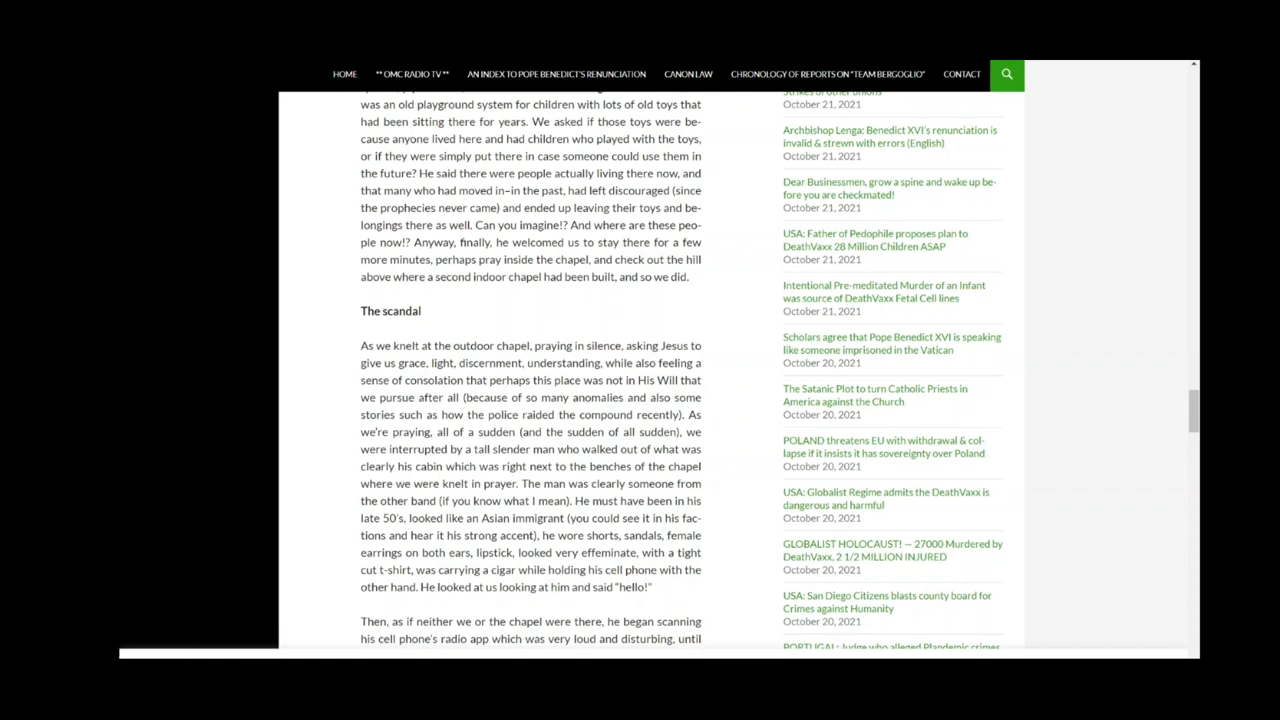 HOME ** OMC RADIO TV ** AN INDEX TO POPE BENEDICT'S RENUNCIATION CANON LAW CHRONOLOGY OF REPORTS ON "TEAM BERGOGLIO" CONTACT
was an old playground system for children with lots of old toys that
had been sitting there for years. We asked if those toys were be-
cause anyone lived here and had children who played with the toys,
or if they were simply put there in case someone could use them in
the future? He said there were people actually living there now, and
that many who had moved in–in the past, had left discouraged (since
the prophecies never came) and ended up leaving their toys and be-
longings there as well. Can you imagine!? And where are these peo-
ple now!? Anyway, finally, he welcomed us to stay there for a few
more minutes, perhaps pray inside the chapel, and check out the hill
above where a second indoor chapel had been built, and so we did.
The scandal
As we knelt at the outdoor chapel, praying in silence, asking Jesus to
give us grace, light, discernment, understanding, while also feeling a
sense of consolation that perhaps this place was not in His Will that
we pursue after all (because of so many anomalies and also some
stories such as how the police raided the compound recently). As
we're praying, all of a sudden (and the sudden of all sudden), we
were interrupted by a tall slender man who walked out of what was
clearly his cabin which was right next to the benches of the chapel
where we were knelt in prayer. The man was clearly someone from
the other band (if you know what I mean). He must have been in his
late 50's, looked like an Asian immigrant (you could see it in his fac-
tions and hear it his strong accent), he wore shorts, sandals, female
earrings on both ears, lipstick, looked very effeminate, with a tight
cut t-shirt, was carrying a cigar while holding his cell phone with the
other hand. He looked at us looking at him and said "hello!"
Then, as if neither we or the chapel were there, he began scanning
his cell phone's radio app which was very loud and disturbing, until
Strikes of other unions
October 21, 2021
Archbishop Lenga: Benedict XVI's renunciation is
invalid & strewn with errors (English)
October 21, 2021
Dear Businessmen, grow a spine and wake up be-
fore you are checkmated!
October 21, 2021
USA: Father of Pedophile proposes plan to
DeathVaxx 28 Million Children ASAP
October 21, 2021
Intentional Pre-meditated Murder of an Infant
was source of DeathVaxx Fetal Cell lines
October 21, 2021
Scholars agree that Pope Benedict XVI is speaking
like someone imprisoned in the Vatican
October 20, 2021
The Satanic Plot to turn Catholic Priests in
America against the Church
October 20, 2021
POLAND threatens EU with withdrawal & col-
lapse if it insists it has sovereignty over Poland
October 20, 2021
USA: Globalist Regime admits the DeathVaxx is
dangerous and harmful
October 20, 2021
GLOBALIST HOLOCAUST! — 27000 Murdered by
DeathVaxx, 2 1/2 MILLION INJURED
October 20, 2021
USA: San Diego Citizens blasts county board for
Crimes against Humanity
October 20, 2021
PORTUGAL: Judge who alleged Plandemic crimes